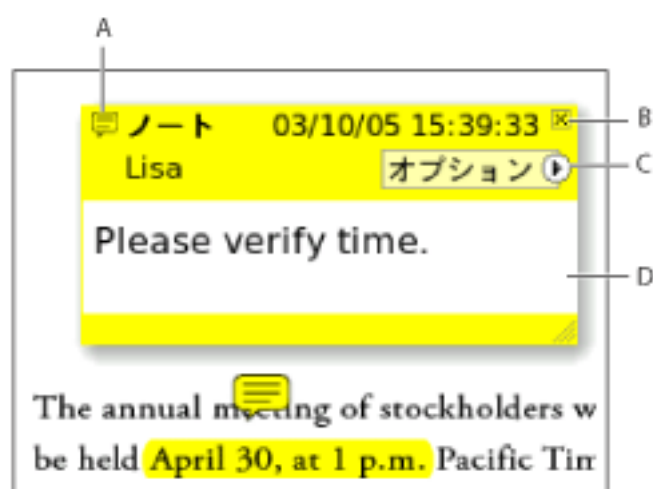 A
ノート 03/10/05 15:39:33
B
Lisa オプション
C
Please verify time.
D
The annual meeting of stockholders w
be held April 30, at 1 p.m. Pacific